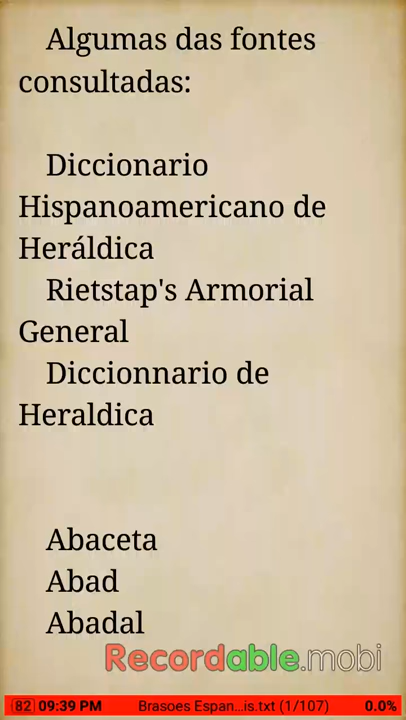 Algumas das fontes
consultadas:
Diccionario
Hispanoamericano de
Heráldica
Rietstap's Armorial
General
Diccionnario de
Heraldica
Abaceta
Abad
Abadal
Recordable.mobi
82 09:39 PM Brasoes Espan...is.txt (1/107) 0.0%